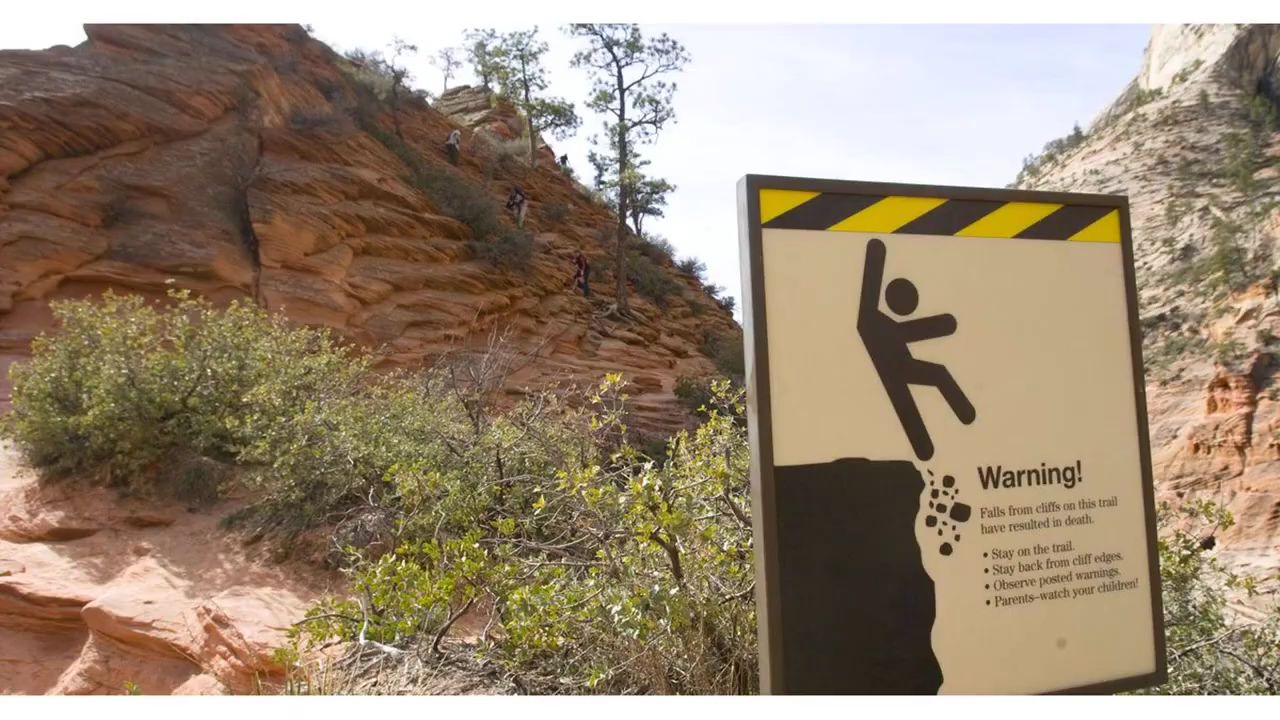 Warning!
Falls from cliffs on this trail
have resulted in death.
• Stay on the trail.
• Stay back from cliff edges.
• Observe posted warnings.
• Parents–watch your children!